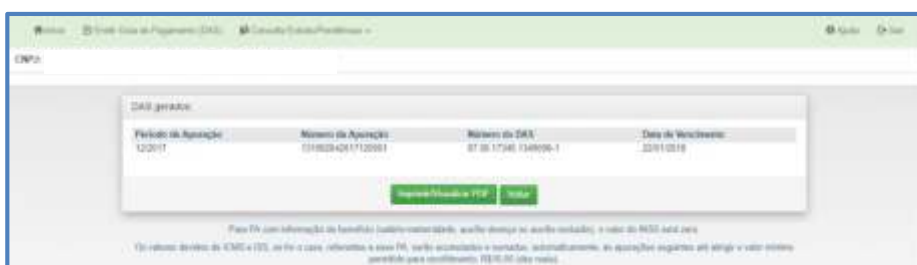 Início Emitir Guia de Pagamento (DAS) Consulta Extrato/Pendências Ajuda Sair
CNPJ:
DAS gerados:
Período de Apuração Número da Apuração Número do DAS Data de Vencimento
12/2017 22/01/2018
Imprimir/Visualizar PDF Voltar
Para PA com informação de benefício (salário-maternidade, auxílio doença ou auxílio reclusão), o valor do INSS será zero.
Os valores devidos de ICMS e ISS, se for o caso, referentes a esse PA, serão acumulados e somados, automaticamente, às apurações seguintes até atingir o valor mínimo
permitido para recolhimento, R$10,00 (dez reais).